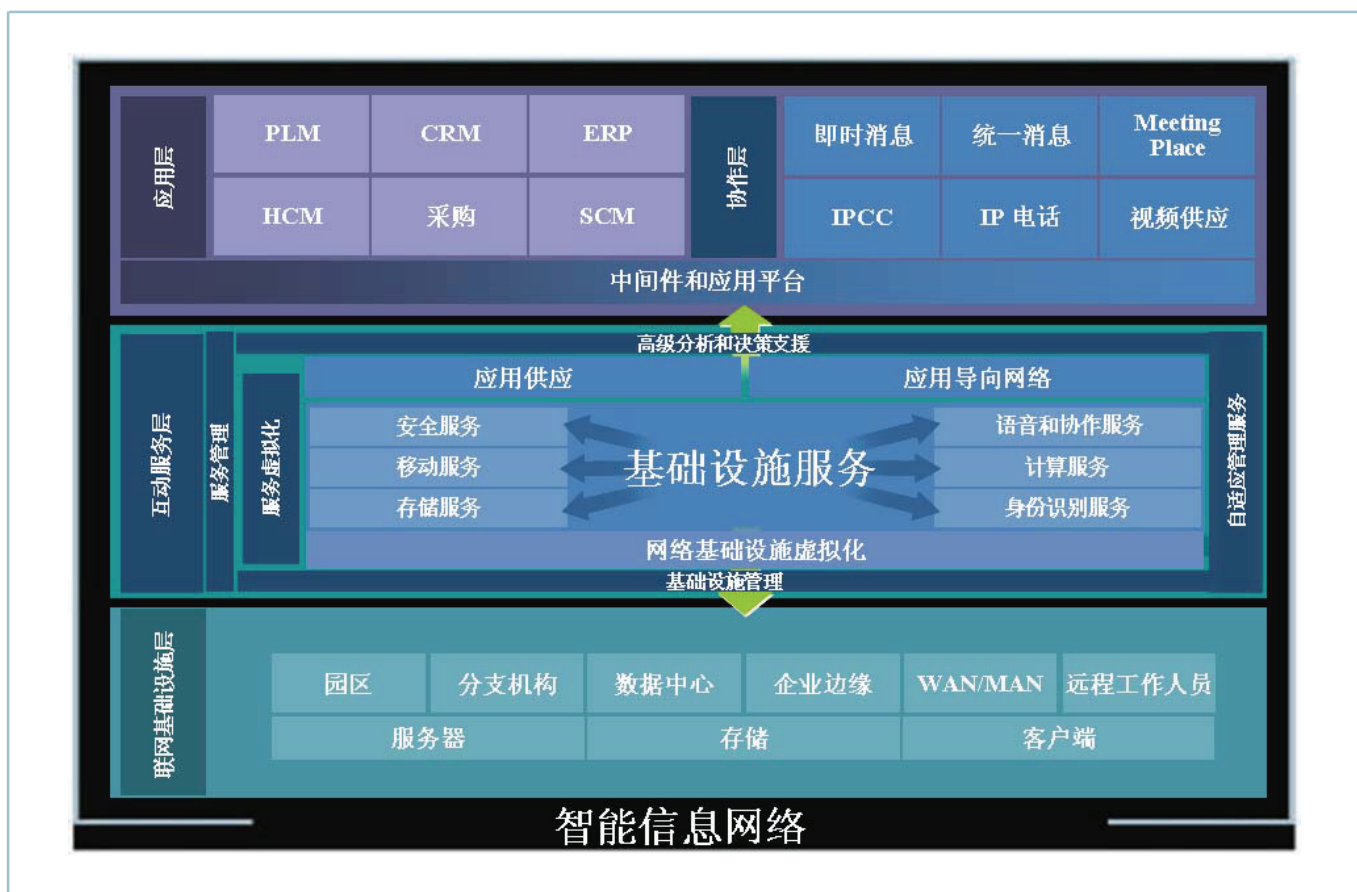 应用层
PLM
CRM
ERP
HCM
采购
SCM
协作层
即时消息
统一消息
Meeting
Place
IPCC
IP 电话
视频供应
中间件和应用平台
互动服务层
服务管理
高级分析和决策支援
服务虚拟化
应用供应
应用导向网络
安全服务
移动服务
存储服务
基础设施服务
语音和协作服务
计算服务
身份识别服务
网络基础设施虚拟化
基础设施管理
自适应管理服务
联网基础设施层
园区
分支机构
数据中心
企业边缘
WAN/MAN
远程工作人员
服务器
存储
客户端
智能信息网络